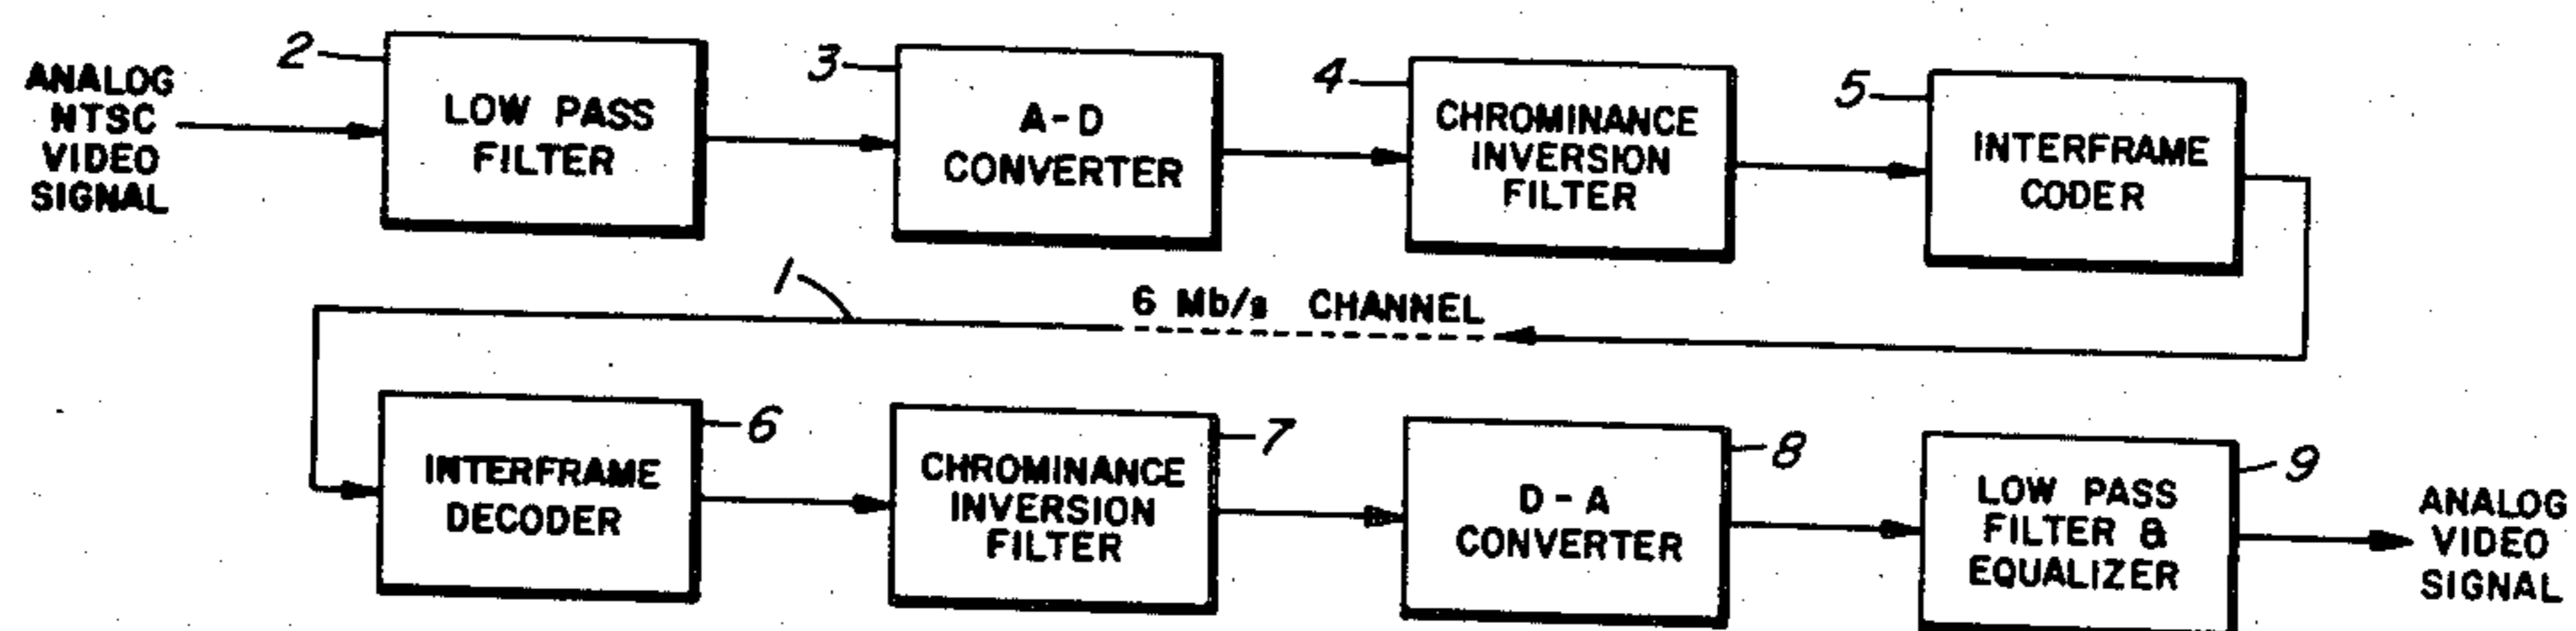 ANALOG
NTSC
VIDEO
SIGNAL
2
LOW PASS
FILTER
3
A-D
CONVERTER
4
CHROMINANCE
INVERSION
FILTER
5
INTERFRAME
CODER
1
6 Mb/s CHANNEL
INTERFRAME
DECODER
6
CHROMINANCE
INVERSION
FILTER
7
D-A
CONVERTER
8
LOW PASS
FILTER &
EQUALIZER
9
ANALOG
VIDEO
SIGNAL